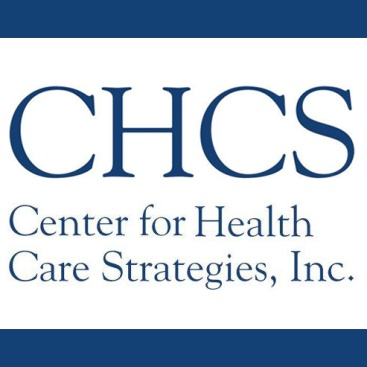 CHCS
Center for Health
Care Strategies, Inc.